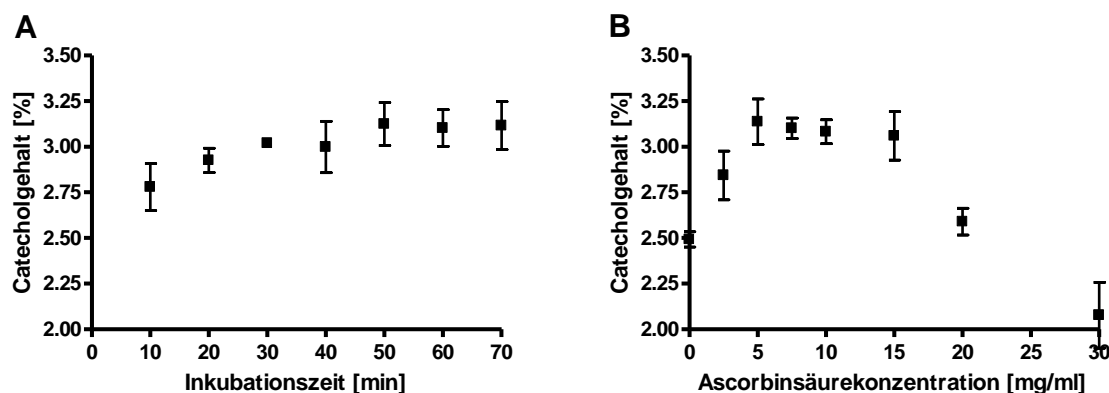 A
Catecholgehalt [%]
3.50
3.25
3.00
2.75
2.50
2.25
2.00
0 10 20 30 40 50 60 70
Inkubationszeit [min]
B
Catecholgehalt [%]
3.50
3.25
3.00
2.75
2.50
2.25
2.00
0 5 10 15 20 25 30
Ascorbinsäurekonzentration [mg/ml]